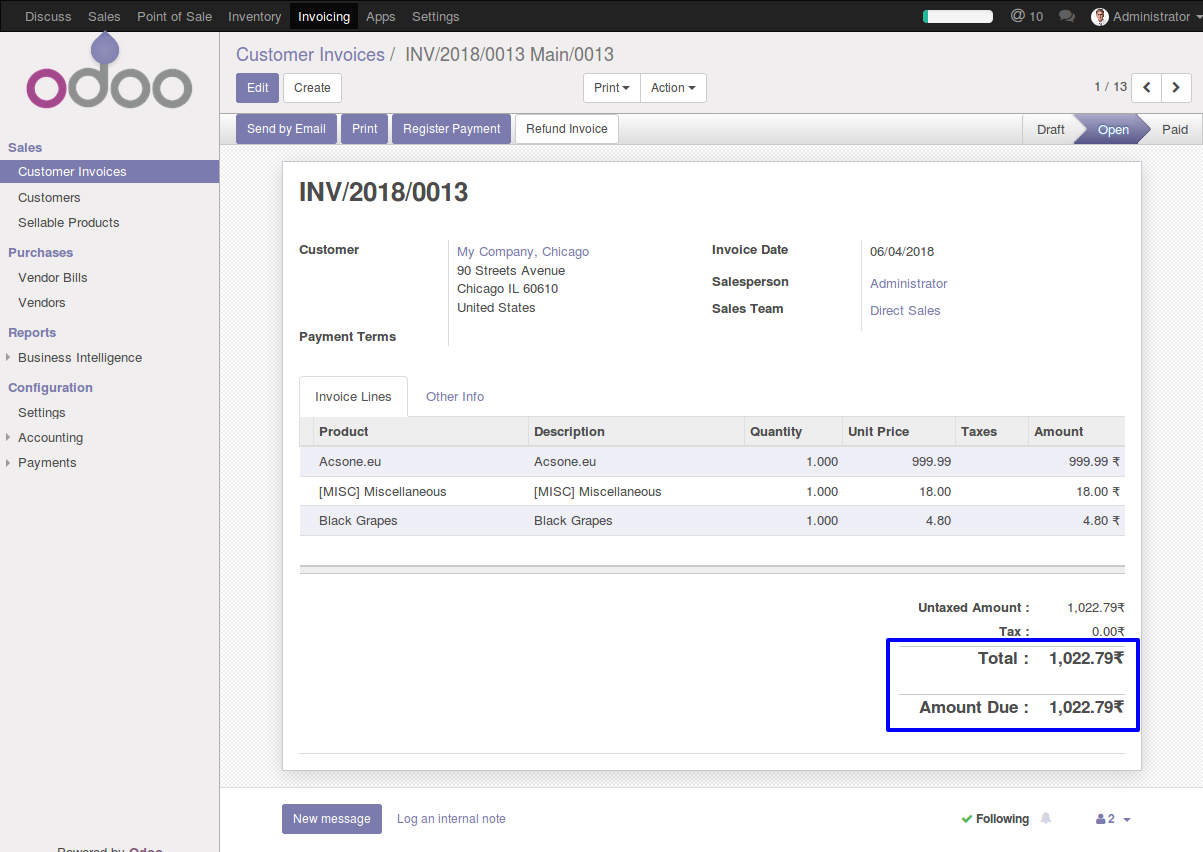 Discuss Sales Point of Sale Inventory Invoicing Apps Settings @ 10 Administrator
odoo
Customer Invoices / INV/2018/0013 Main/0013
Edit Create Print Action 1 / 13
Send by Email Print Register Payment Refund Invoice Draft Open Paid
Sales
Customer Invoices
Customers
Sellable Products
Purchases
Vendor Bills
Vendors
Reports
Business Intelligence
Configuration
Settings
Accounting
Payments
Powered by Odoo
INV/2018/0013
Customer My Company, Chicago
90 Streets Avenue
Chicago IL 60610
United States
Payment Terms
Invoice Date 06/04/2018
Salesperson Administrator
Sales Team Direct Sales
Invoice Lines Other Info
Product Description Quantity Unit Price Taxes Amount
Acsone.eu Acsone.eu 1.000 999.99 999.99 ₹
[MISC] Miscellaneous [MISC] Miscellaneous 1.000 18.00 18.00 ₹
Black Grapes Black Grapes 1.000 4.80 4.80 ₹
Untaxed Amount : 1,022.79₹
Tax : 0.00₹
Total : 1,022.79₹
Amount Due : 1,022.79₹
New message Log an internal note Following 2